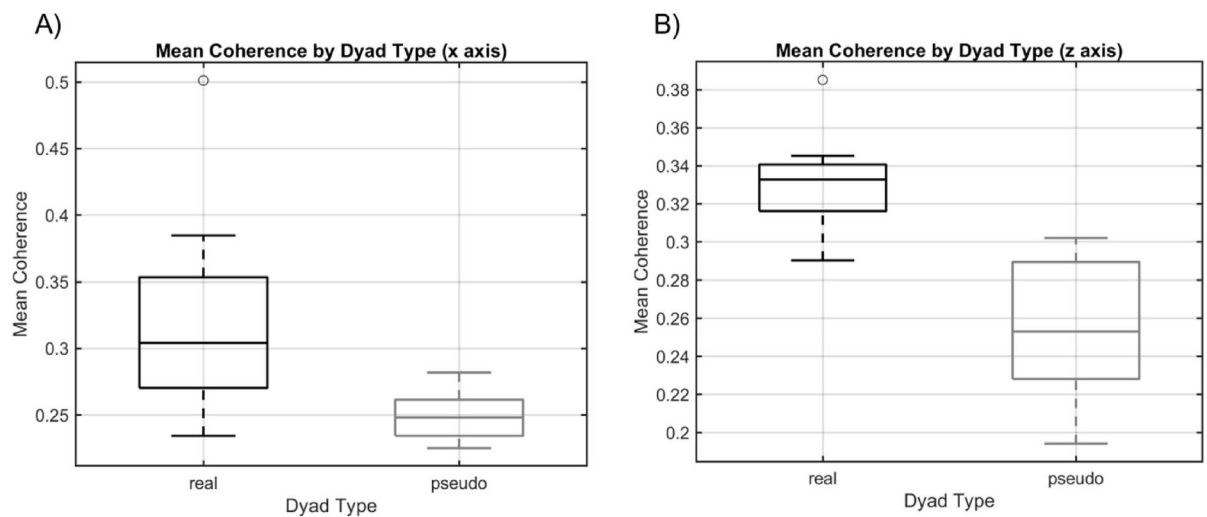 A)
Mean Coherence by Dyad Type (x axis)
0.5
0.45
0.4
0.35
0.3
0.25
Mean Coherence
real pseudo
Dyad Type
B)
Mean Coherence by Dyad Type (z axis)
0.38
0.36
0.34
0.32
0.3
0.28
0.26
0.24
0.22
0.2
Mean Coherence
real pseudo
Dyad Type